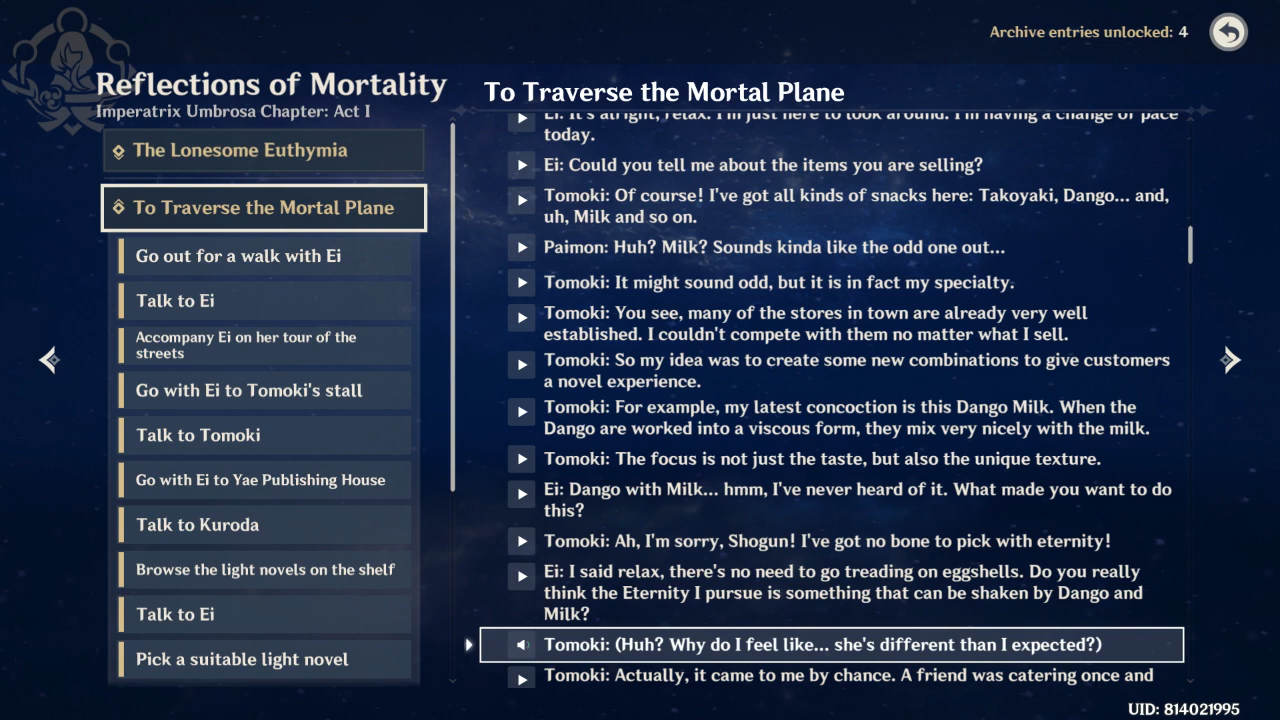 Archive entries unlocked: 4
Reflections of Mortality
Imperatrix Umbrosa Chapter: Act I
The Lonesome Euthymia
To Traverse the Mortal Plane
Go out for a walk with Ei
Talk to Ei
Accompany Ei on her tour of the
streets
Go with Ei to Tomoki's stall
Talk to Tomoki
Go with Ei to Yae Publishing House
Talk to Kuroda
Browse the light novels on the shelf
Talk to Ei
Pick a suitable light novel
To Traverse the Mortal Plane
Ei: It's alright, relax. I'm just here to look around. I'm having a change of pace
today.
Ei: Could you tell me about the items you are selling?
Tomoki: Of course! I've got all kinds of snacks here: Takoyaki, Dango... and,
uh, Milk and so on.
Paimon: Huh? Milk? Sounds kinda like the odd one out...
Tomoki: It might sound odd, but it is in fact my specialty.
Tomoki: You see, many of the stores in town are already very well
established. I couldn't compete with them no matter what I sell.
Tomoki: So my idea was to create some new combinations to give customers
a novel experience.
Tomoki: For example, my latest concoction is this Dango Milk. When the
Dango are worked into a viscous form, they mix very nicely with the milk.
Tomoki: The focus is not just the taste, but also the unique texture.
Ei: Dango with Milk... hmm, I've never heard of it. What made you want to do
this?
Tomoki: Ah, I'm sorry, Shogun! I've got no bone to pick with eternity!
Ei: I said relax, there's no need to go treading on eggshells. Do you really
think the Eternity I pursue is something that can be shaken by Dango and
Milk?
Tomoki: (Huh? Why do I feel like... she's different than I expected?)
Tomoki: Actually, it came to me by chance. A friend was catering once and
UID: 814021995